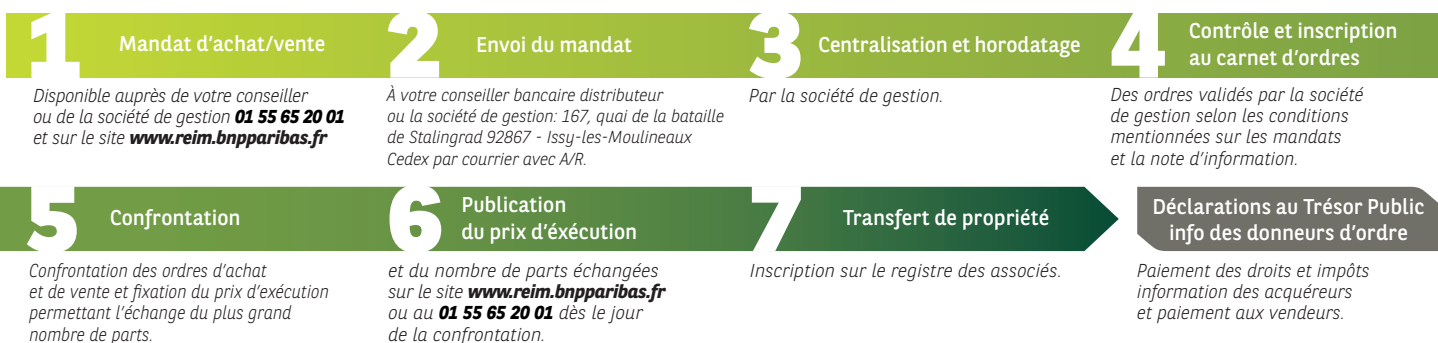 1 Mandat d'achat/vente
Disponible auprès de votre conseiller
ou de la société de gestion 01 55 65 20 01
et sur le site www.reim.bnpparibas.fr
2 Envoi du mandat
À votre conseiller bancaire distributeur
ou la société de gestion: 167, quai de la bataille
de Stalingrad 92867 - Issy-les-Moulineaux
Cedex par courrier avec A/R.
3 Centralisation et horodatage
Par la société de gestion.
4 Contrôle et inscription
au carnet d'ordres
Des ordres validés par la société
de gestion selon les conditions
mentionnées sur les mandats
et la note d'information.
5 Confrontation
Confrontation des ordres d'achat
et de vente et fixation du prix d'exécution
permettant l'échange du plus grand
nombre de parts.
6 Publication
du prix d'éxécution
et du nombre de parts échangées
sur le site www.reim.bnpparibas.fr
ou au 01 55 65 20 01 dès le jour
de la confrontation.
7 Transfert de propriété
Inscription sur le registre des associés.
Déclarations au Trésor Public
info des donneurs d'ordre
Paiement des droits et impôts
information des acquéreurs
et paiement aux vendeurs.